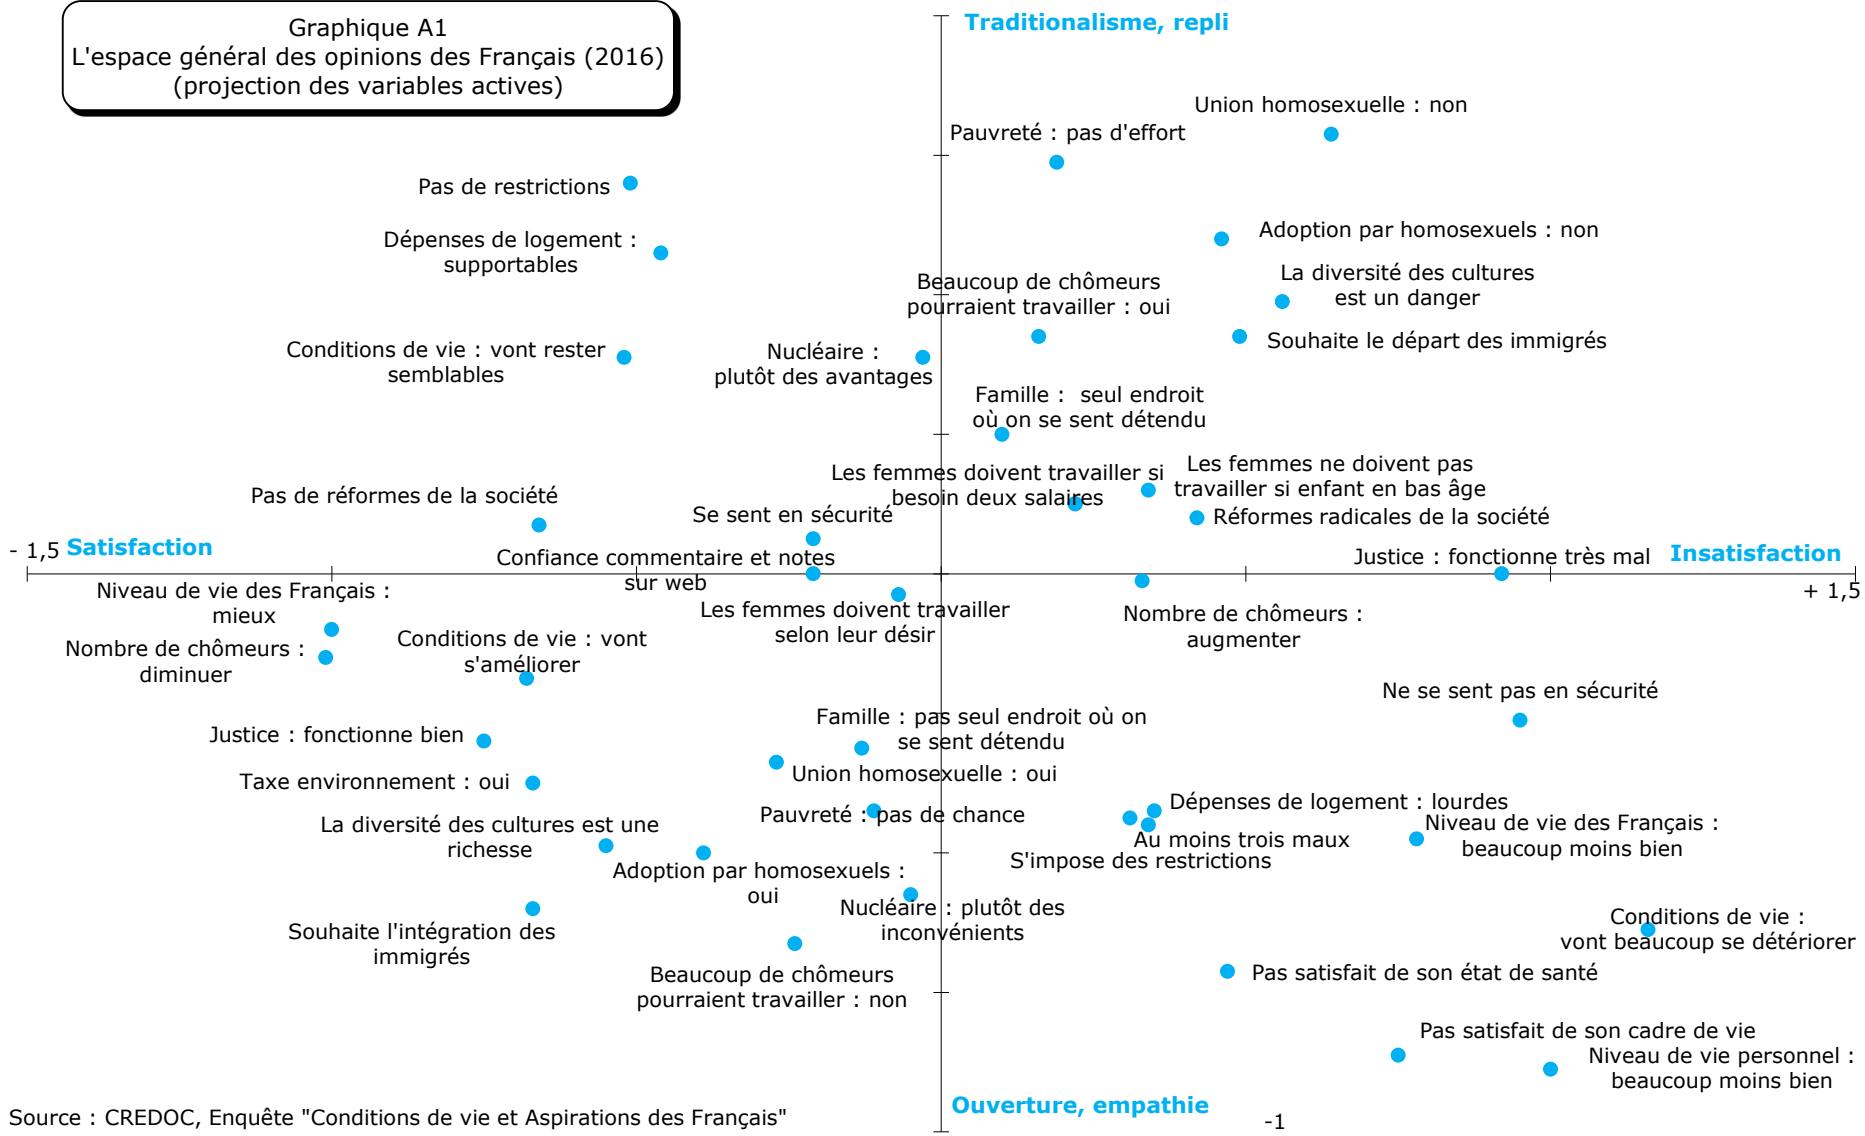 Graphique A1
L'espace général des opinions des Français (2016)
(projection des variables actives)
Traditionalisme, repli
Union homosexuelle : non
Pauvreté : pas d'effort
Pas de restrictions
Adoption par homosexuels : non
Dépenses de logement :
supportables
La diversité des cultures
est un danger
Beaucoup de chômeurs
pourraient travailler : oui
Souhaite le départ des immigrés
Conditions de vie : vont rester
semblables
Nucléaire :
plutôt des avantages
Famille :  seul endroit
où on se sent détendu
Les femmes doivent travailler si
besoin deux salaires
Les femmes ne doivent pas
travailler si enfant en bas âge
Pas de réformes de la société
Se sent en sécurité
Réformes radicales de la société
- 1,5 Satisfaction
Confiance commentaire et notes
sur web
Justice : fonctionne très mal
Insatisfaction
+ 1,5
Niveau de vie des Français :
mieux
Les femmes doivent travailler
selon leur désir
Nombre de chômeurs :
augmenter
Nombre de chômeurs :
diminuer
Conditions de vie : vont
s'améliorer
Ne se sent pas en sécurité
Justice : fonctionne bien
Famille : pas seul endroit où on
se sent détendu
Union homosexuelle : oui
Taxe environnement : oui
Pauvreté : pas de chance
Dépenses de logement : lourdes
Au moins trois maux
S'impose des restrictions
Niveau de vie des Français :
beaucoup moins bien
La diversité des cultures est une
richesse
Adoption par homosexuels :
oui
Nucléaire : plutôt des
inconvénients
Souhaite l'intégration des
immigrés
Conditions de vie :
vont beaucoup se détériorer
Beaucoup de chômeurs
pourraient travailler : non
Pas satisfait de son état de santé
Pas satisfait de son cadre de vie
Niveau de vie personnel :
beaucoup moins bien
Ouverture, empathie
-1
Source : CREDOC, Enquête "Conditions de vie et Aspirations des Français"